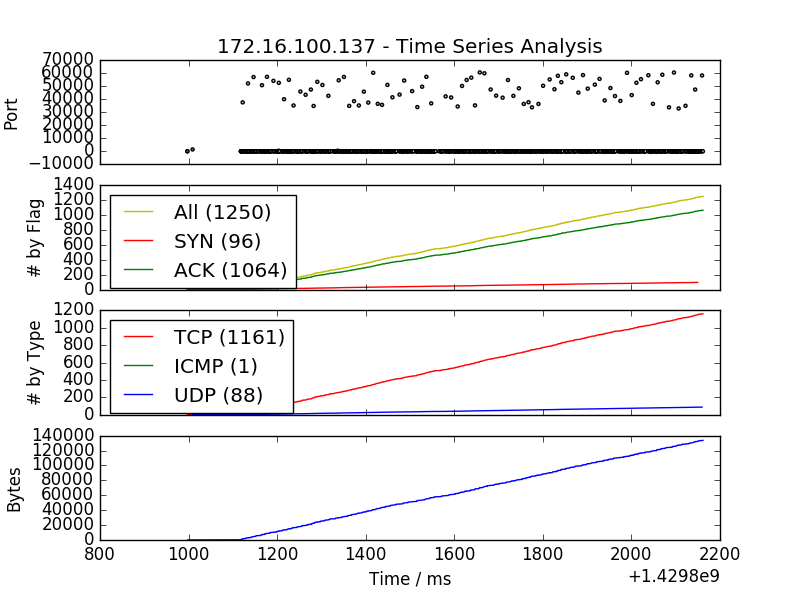 172.16.100.137 - Time Series Analysis
70000
60000
50000
40000
30000
20000
10000
0
−10000
Port
1400
1200
1000
800
600
400
200
0
# by Flag
All (1250)
SYN (96)
ACK (1064)
1200
1000
800
600
400
200
0
# by Type
TCP (1161)
ICMP (1)
UDP (88)
140000
120000
100000
80000
60000
40000
20000
0
Bytes
800 1000 1200 1400 1600 1800 2000 2200
Time / ms
+1.4298e9